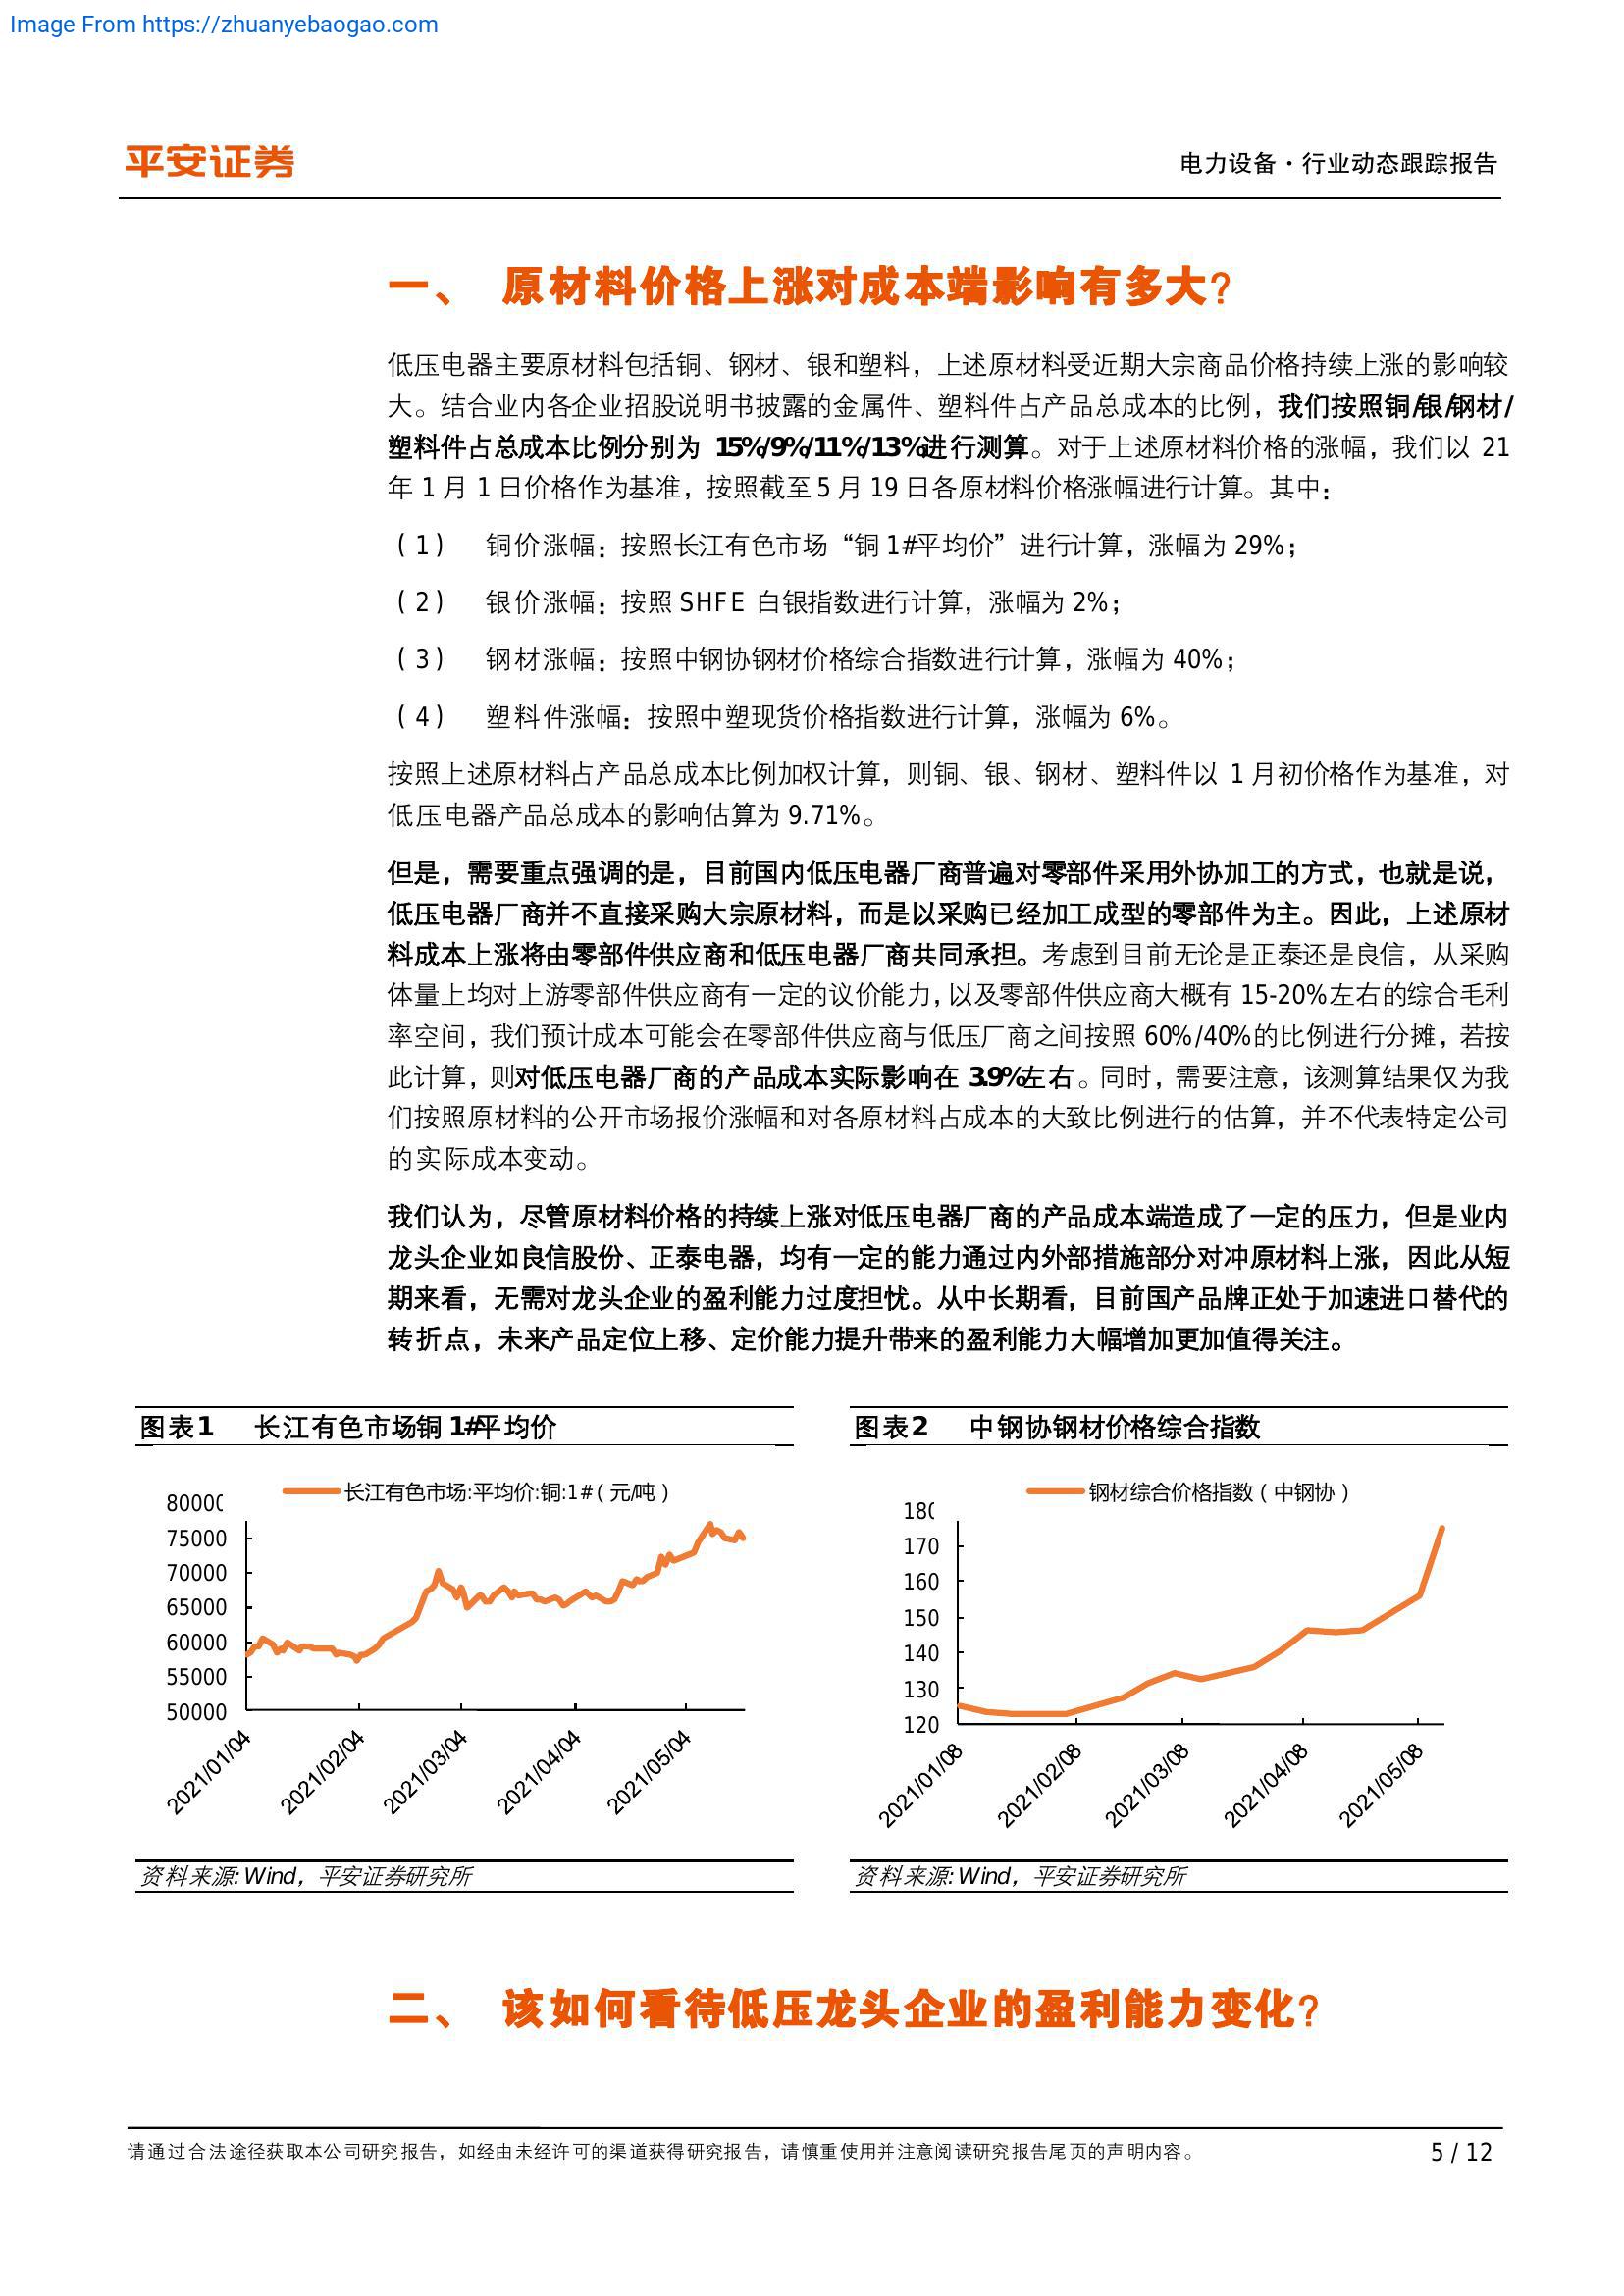 Image From https://zhuanyebaogao.com
平安证券
电力设备·行业动态跟踪报告
一、 原材料价格上涨对成本端影响有多大？
低压电器主要原材料包括铜、钢材、银和塑料，上述原材料受近期大宗商品价格持续上涨的影响较
大。结合业内各企业招股说明书披露的金属件、塑料件占产品总成本的比例，我们按照铜/银/钢材/
塑料件占总成本比例分别为 15%/9%/11%/13%进行测算。对于上述原材料价格的涨幅，我们以 21
年 1 月 1 日价格作为基准，按照截至 5 月 19 日各原材料价格涨幅进行计算。其中：
（1） 铜价涨幅：按照长江有色市场“铜 1#平均价”进行计算，涨幅为 29%；
（2） 银价涨幅：按照 SHFE 白银指数进行计算，涨幅为 2%；
（3） 钢材涨幅：按照中钢协钢材价格综合指数进行计算，涨幅为 40%；
（4） 塑料件涨幅：按照中塑现货价格指数进行计算，涨幅为 6%。
按照上述原材料占产品总成本比例加权计算，则铜、银、钢材、塑料件以 1 月初价格作为基准，对
低压电器产品总成本的影响估算为 9.71%。
但是，需要重点强调的是，目前国内低压电器厂商普遍对零部件采用外协加工的方式，也就是说，
低压电器厂商并不直接采购大宗原材料，而是以采购已经加工成型的零部件为主。因此，上述原材
料成本上涨将由零部件供应商和低压电器厂商共同承担。考虑到目前无论是正泰还是良信，从采购
体量上均对上游零部件供应商有一定的议价能力，以及零部件供应商大概有 15-20%左右的综合毛利
率空间，我们预计成本可能会在零部件供应商与低压厂商之间按照 60%/40%的比例进行分摊，若按
此计算，则对低压电器厂商的产品成本实际影响在 3.9%左右。同时，需要注意，该测算结果仅为我
们按照原材料的公开市场报价涨幅和对各原材料占成本的大致比例进行的估算，并不代表特定公司
的实际成本变动。
我们认为，尽管原材料价格的持续上涨对低压电器厂商的产品成本端造成了一定的压力，但是业内
龙头企业如良信股份、正泰电器，均有一定的能力通过内外部措施部分对冲原材料上涨，因此从短
期来看，无需对龙头企业的盈利能力过度担忧。从中长期看，目前国产品牌正处于加速进口替代的
转折点，未来产品定位上移、定价能力提升带来的盈利能力大幅增加更加值得关注。
图表1 长江有色市场铜 1#平均价
长江有色市场:平均价:铜:1#（元/吨）
80000
75000
70000
65000
60000
55000
50000
2021/01/04
2021/02/04
2021/03/04
2021/04/04
2021/05/04
资料来源: Wind，平安证券研究所
图表2 中钢协钢材价格综合指数
钢材综合价格指数（中钢协）
180
170
160
150
140
130
120
2021/01/08
2021/02/08
2021/03/08
2021/04/08
2021/05/08
资料来源: Wind，平安证券研究所
二、 该如何看待低压龙头企业的盈利能力变化？
请通过合法途径获取本公司研究报告，如经由未经许可的渠道获得研究报告，请慎重使用并注意阅读研究报告尾页的声明内容。
5 / 12